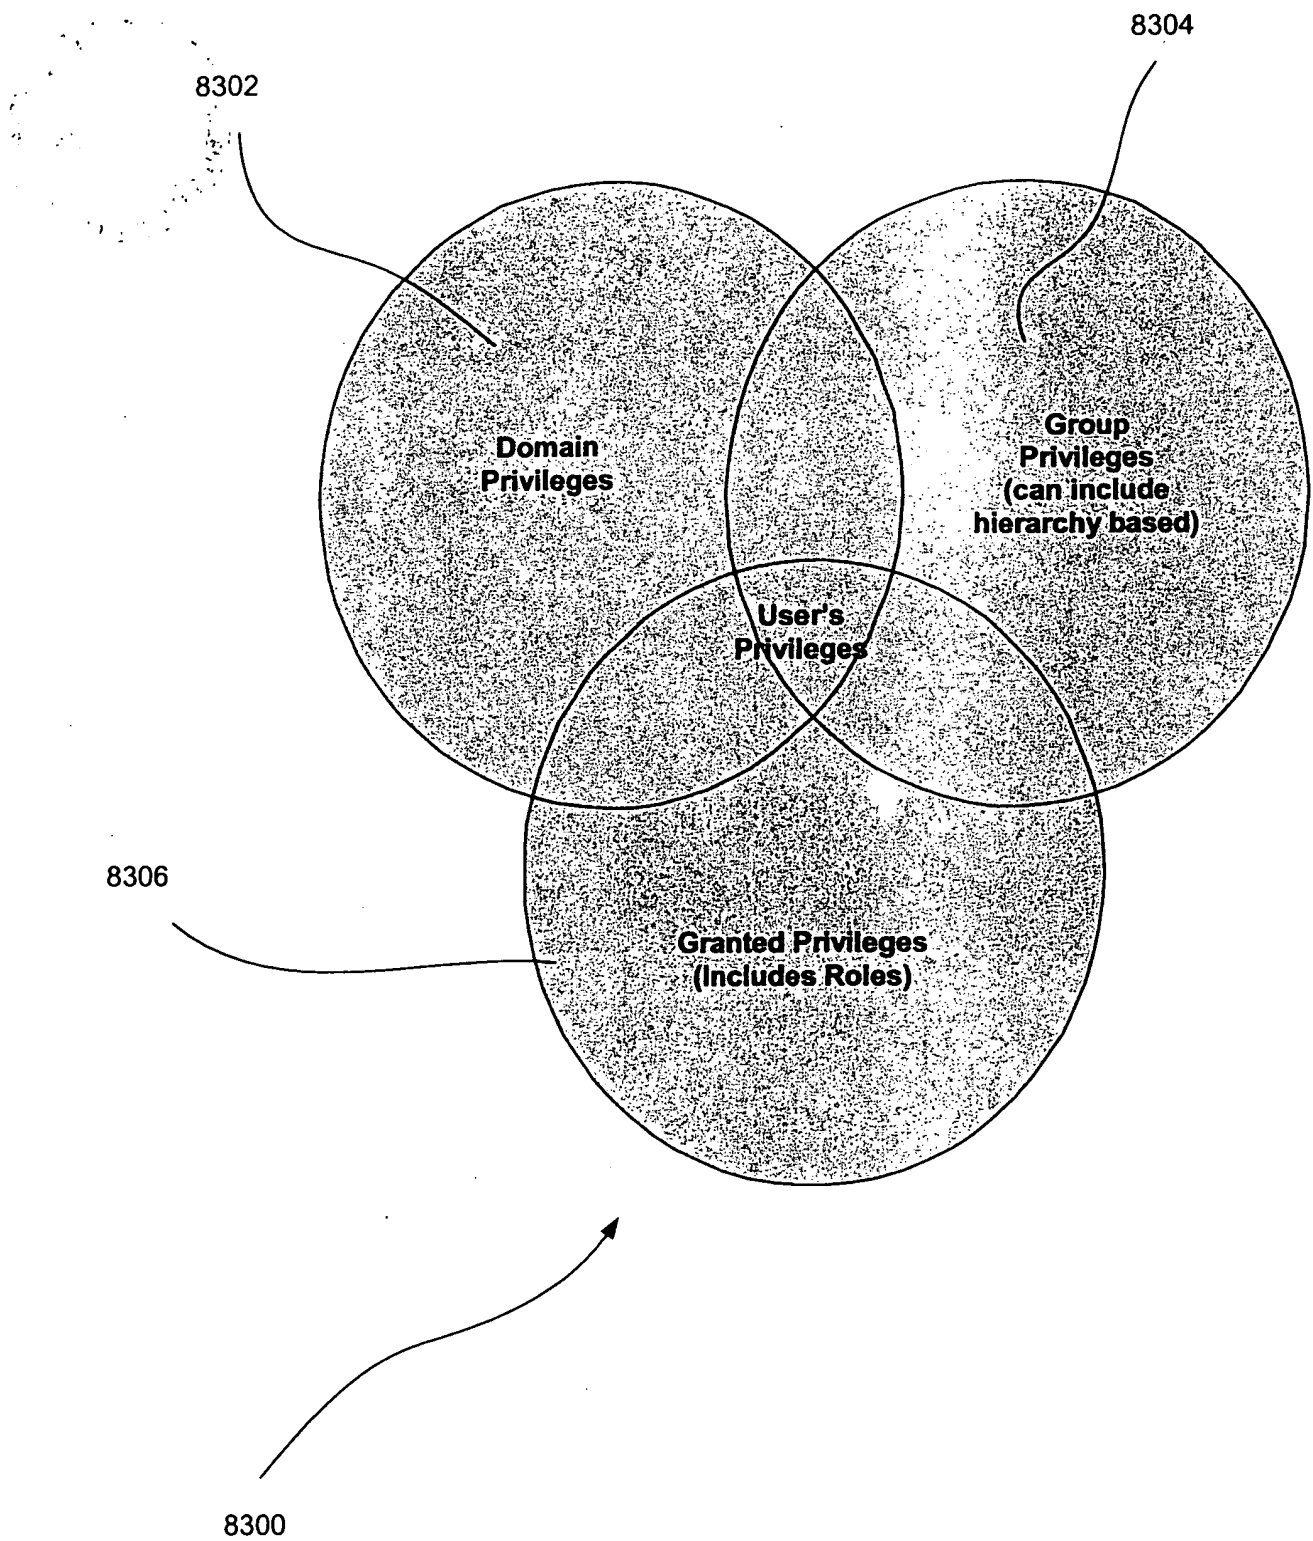 8304
8302
Domain
Privileges
Group
Privileges
(can include
hierarchy based)
User's
Privileges
8306
Granted Privileges
(Includes Roles)
8300